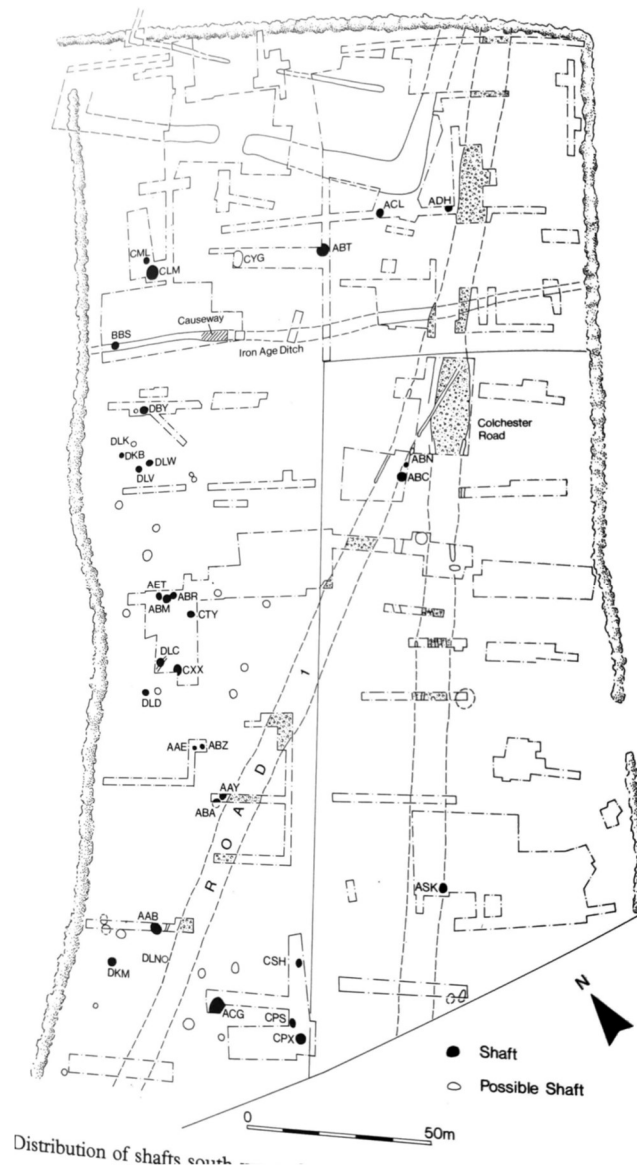 ACL
ADH
CML
CLM
CYG
ABT
Causeway
BBS
Iron Age Ditch
DBY
Colchester
Road
DLK
DKB
DLW
DLV
ABN
ABC
AET
ABR
ABM
CTY
DLC
CXX
DLD
AAE
ABZ
AAY
ABA
ROAD 1
ASK
AAB
DLN
CSH
DKM
ACG
CPS
CPX
N
Shaft
Possible Shaft
0
50m
Distribution of shafts south